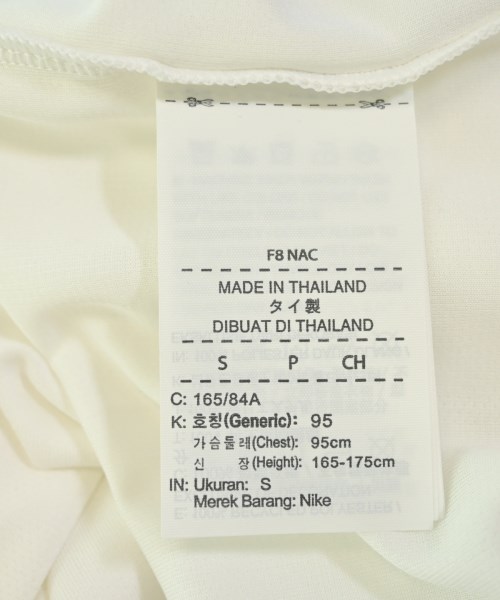 F8 NAC
MADE IN THAILAND
タイ製
DIBUAT DI THAILAND
S P CH
C: 165/84A
K: 호칭(Generic): 95
가슴둘레(Chest): 95cm
신 장(Height): 165-175cm
IN: Ukuran: S
Merek Barang: Nike